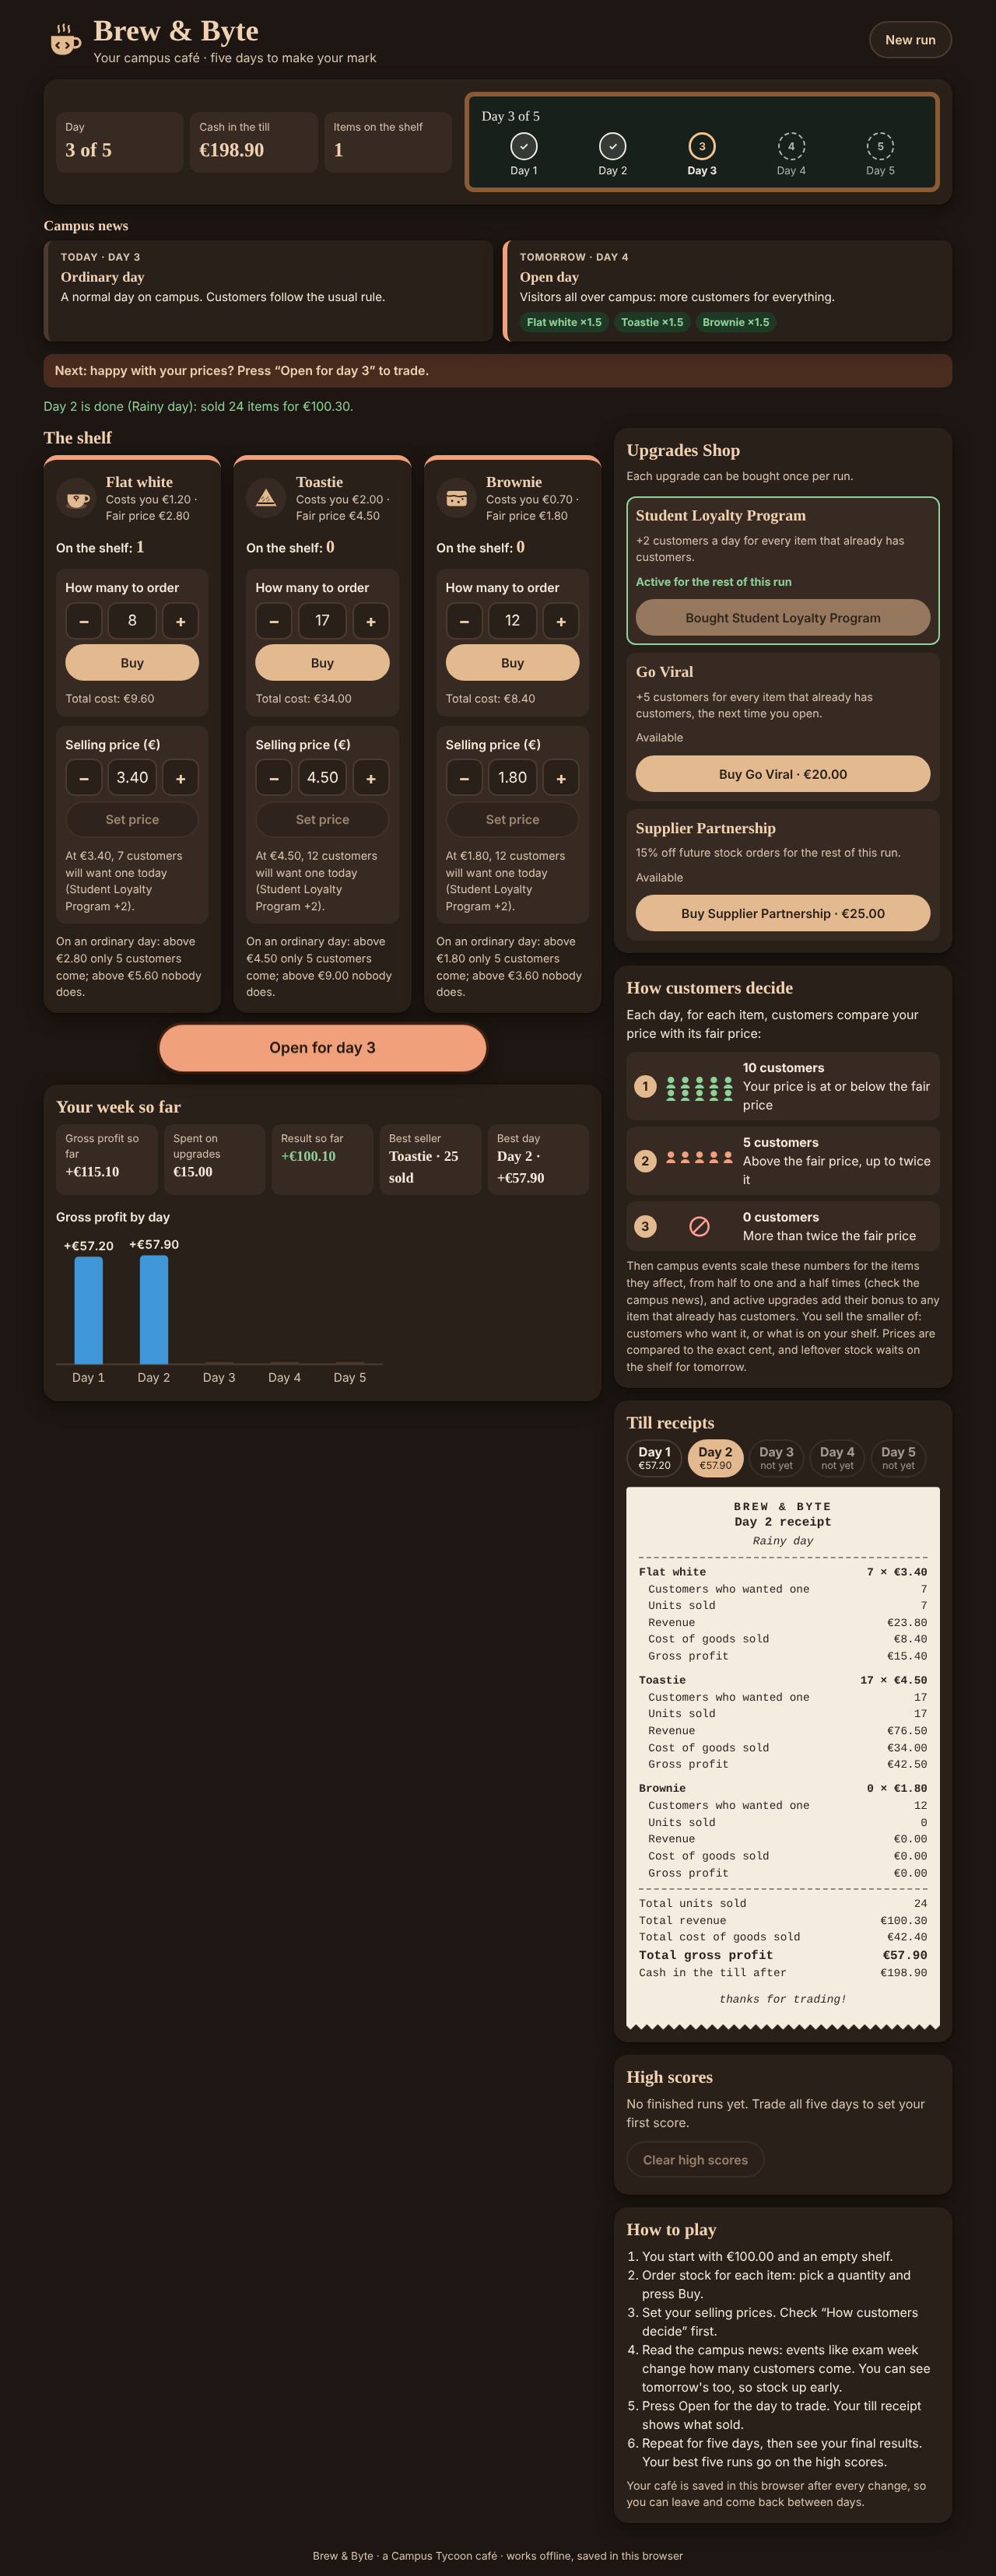 Brew & Byte
Your campus café · five days to make your mark
New run
Day
3 of 5
Cash in the till
€198.90
Items on the shelf
1
Day 3 of 5
3
4
5
Day 1
Day 2
Day 3
Day 4
Day 5
Campus news
TODAY · DAY 3
Ordinary day
A normal day on campus. Customers follow the usual rule.
TOMORROW · DAY 4
Open day
Visitors all over campus: more customers for everything.
Flat white ×1.5
Toastie ×1.5
Brownie ×1.5
Next: happy with your prices? Press “Open for day 3” to trade.
Day 2 is done (Rainy day): sold 24 items for €100.30.
The shelf
Flat white
Costs you €1.20 ·
Fair price €2.80
On the shelf: 1
How many to order
−
8
+
Buy
Total cost: €9.60
Selling price (€)
−
3.40
+
Set price
At €3.40, 7 customers
will want one today
(Student Loyalty
Program +2).
On an ordinary day: above
€2.80 only 5 customers
come; above €5.60 nobody
does.
Toastie
Costs you €2.00 ·
Fair price €4.50
On the shelf: 0
How many to order
−
17
+
Buy
Total cost: €34.00
Selling price (€)
−
4.50
+
Set price
At €4.50, 12 customers
will want one today
(Student Loyalty
Program +2).
On an ordinary day: above
€4.50 only 5 customers
come; above €9.00 nobody
does.
Brownie
Costs you €0.70 ·
Fair price €1.80
On the shelf: 0
How many to order
−
12
+
Buy
Total cost: €8.40
Selling price (€)
−
1.80
+
Set price
At €1.80, 12 customers
will want one today
(Student Loyalty
Program +2).
On an ordinary day: above
€1.80 only 5 customers
come; above €3.60 nobody
does.
Open for day 3
Your week so far
Gross profit so
far
+€115.10
Spent on
upgrades
€15.00
Result so far
+€100.10
Best seller
Toastie · 25
sold
Best day
Day 2 ·
+€57.90
Gross profit by day
+€57.20
+€57.90
Day 1
Day 2
Day 3
Day 4
Day 5
Upgrades Shop
Each upgrade can be bought once per run.
Student Loyalty Program
+2 customers a day for every item that already has
customers.
Active for the rest of this run
Bought Student Loyalty Program
Go Viral
+5 customers for every item that already has
customers, the next time you open.
Available
Buy Go Viral · €20.00
Supplier Partnership
15% off future stock orders for the rest of this run.
Available
Buy Supplier Partnership · €25.00
How customers decide
Each day, for each item, customers compare your
price with its fair price:
1
10 customers
Your price is at or below the fair
price
2
5 customers
Above the fair price, up to twice
it
3
0 customers
More than twice the fair price
Then campus events scale these numbers for the items
they affect, from half to one and a half times (check the
campus news), and active upgrades add their bonus to any
item that already has customers. You sell the smaller of:
customers who want it, or what is on your shelf. Prices are
compared to the exact cent, and leftover stock waits on
the shelf for tomorrow.
Till receipts
Day 1
€57.20
Day 2
€57.90
Day 3
not yet
Day 4
not yet
Day 5
not yet
BREW & BYTE
Day 2 receipt
Rainy day
Flat white 7 × €3.40
Customers who wanted one 7
Units sold 7
Revenue €23.80
Cost of goods sold €8.40
Gross profit €15.40
Toastie 17 × €4.50
Customers who wanted one 17
Units sold 17
Revenue €76.50
Cost of goods sold €34.00
Gross profit €42.50
Brownie 0 × €1.80
Customers who wanted one 12
Units sold 0
Revenue €0.00
Cost of goods sold €0.00
Gross profit €0.00
Total units sold 24
Total revenue €100.30
Total cost of goods sold €42.40
Total gross profit €57.90
Cash in the till after €198.90
thanks for trading!
High scores
No finished runs yet. Trade all five days to set your
first score.
Clear high scores
How to play
1. You start with €100.00 and an empty shelf.
2. Order stock for each item: pick a quantity and
press Buy.
3. Set your selling prices. Check “How customers
decide” first.
4. Read the campus news: events like exam week
change how many customers come. You can see
tomorrow's too, so stock up early.
5. Press Open for the day to trade. Your till receipt
shows what sold.
6. Repeat for five days, then see your final results.
Your best five runs go on the high scores.
Your café is saved in this browser after every change, so
you can leave and come back between days.
Brew & Byte · a Campus Tycoon café · works offline, saved in this browser